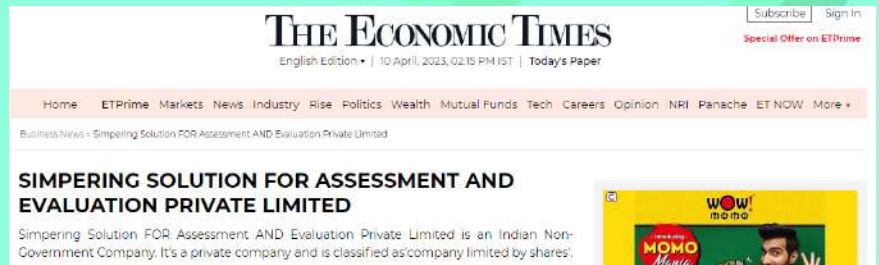 THE ECONOMIC TIMES
Subscribe Sign In
Special Offer on ETPrime
English Edition ▾ | 10 April, 2023, 02:15 PM IST | Today's Paper
Home ETPrime Markets News Industry Rise Politics Wealth Mutual Funds Tech Careers Opinion NRI Panache ET NOW More ▾
Business News › Simpering Solution FOR Assessment AND Evaluation Private Limited
SIMPERING SOLUTION FOR ASSESSMENT AND
EVALUATION PRIVATE LIMITED
Simpering Solution FOR Assessment AND Evaluation Private Limited is an Indian Non-
Government Company. It's a private company and is classified as'company limited by shares'.
C
WOW!
MOMO
Introducing
MOMO
Mania